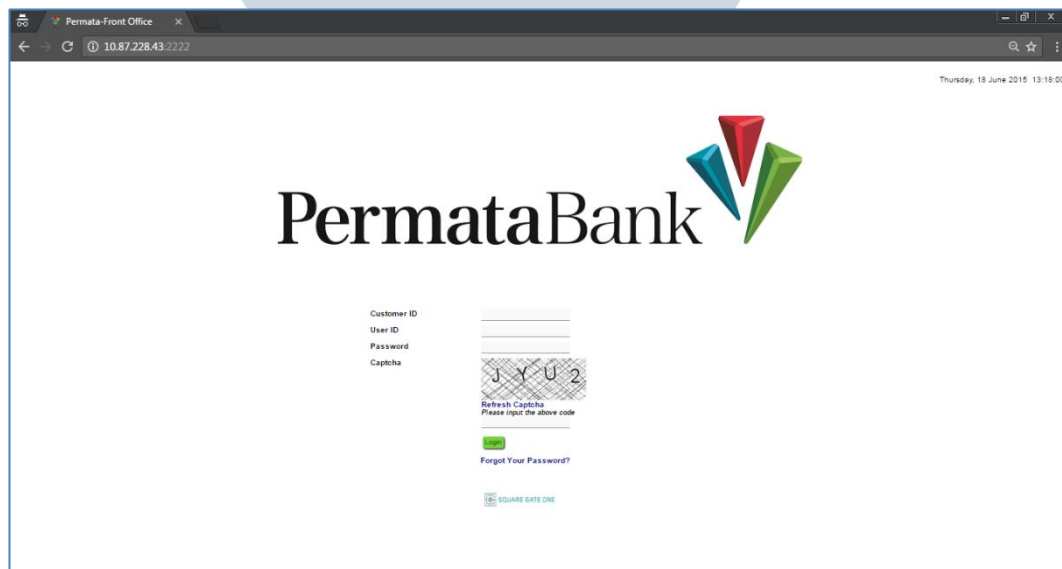 Permata-Front Office
10.87.228.43:2222
Thursday, 18 June 2015 13:18:00
PermataBank
Customer ID
User ID
Password
Captcha
J Y U 2
Refresh Captcha
Please input the above code
Login
Forgot Your Password?
SQUARE GATE ONE